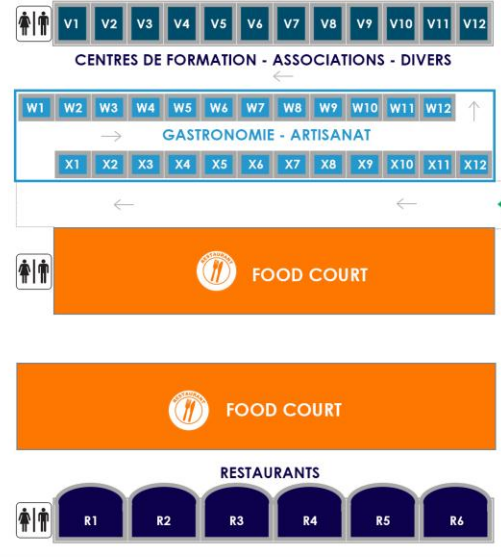 V1 V2 V3 V4 V5 V6 V7 V8 V9 V10 V11 V12
CENTRES DE FORMATION - ASSOCIATIONS - DIVERS
W1 W2 W3 W4 W5 W6 W7 W8 W9 W10 W11 W12
GASTRONOMIE - ARTISANAT
X1 X2 X3 X4 X5 X6 X7 X8 X9 X10 X11 X12
RESTAURANT
FOOD COURT
RESTAURANT
FOOD COURT
RESTAURANTS
R1 R2 R3 R4 R5 R6